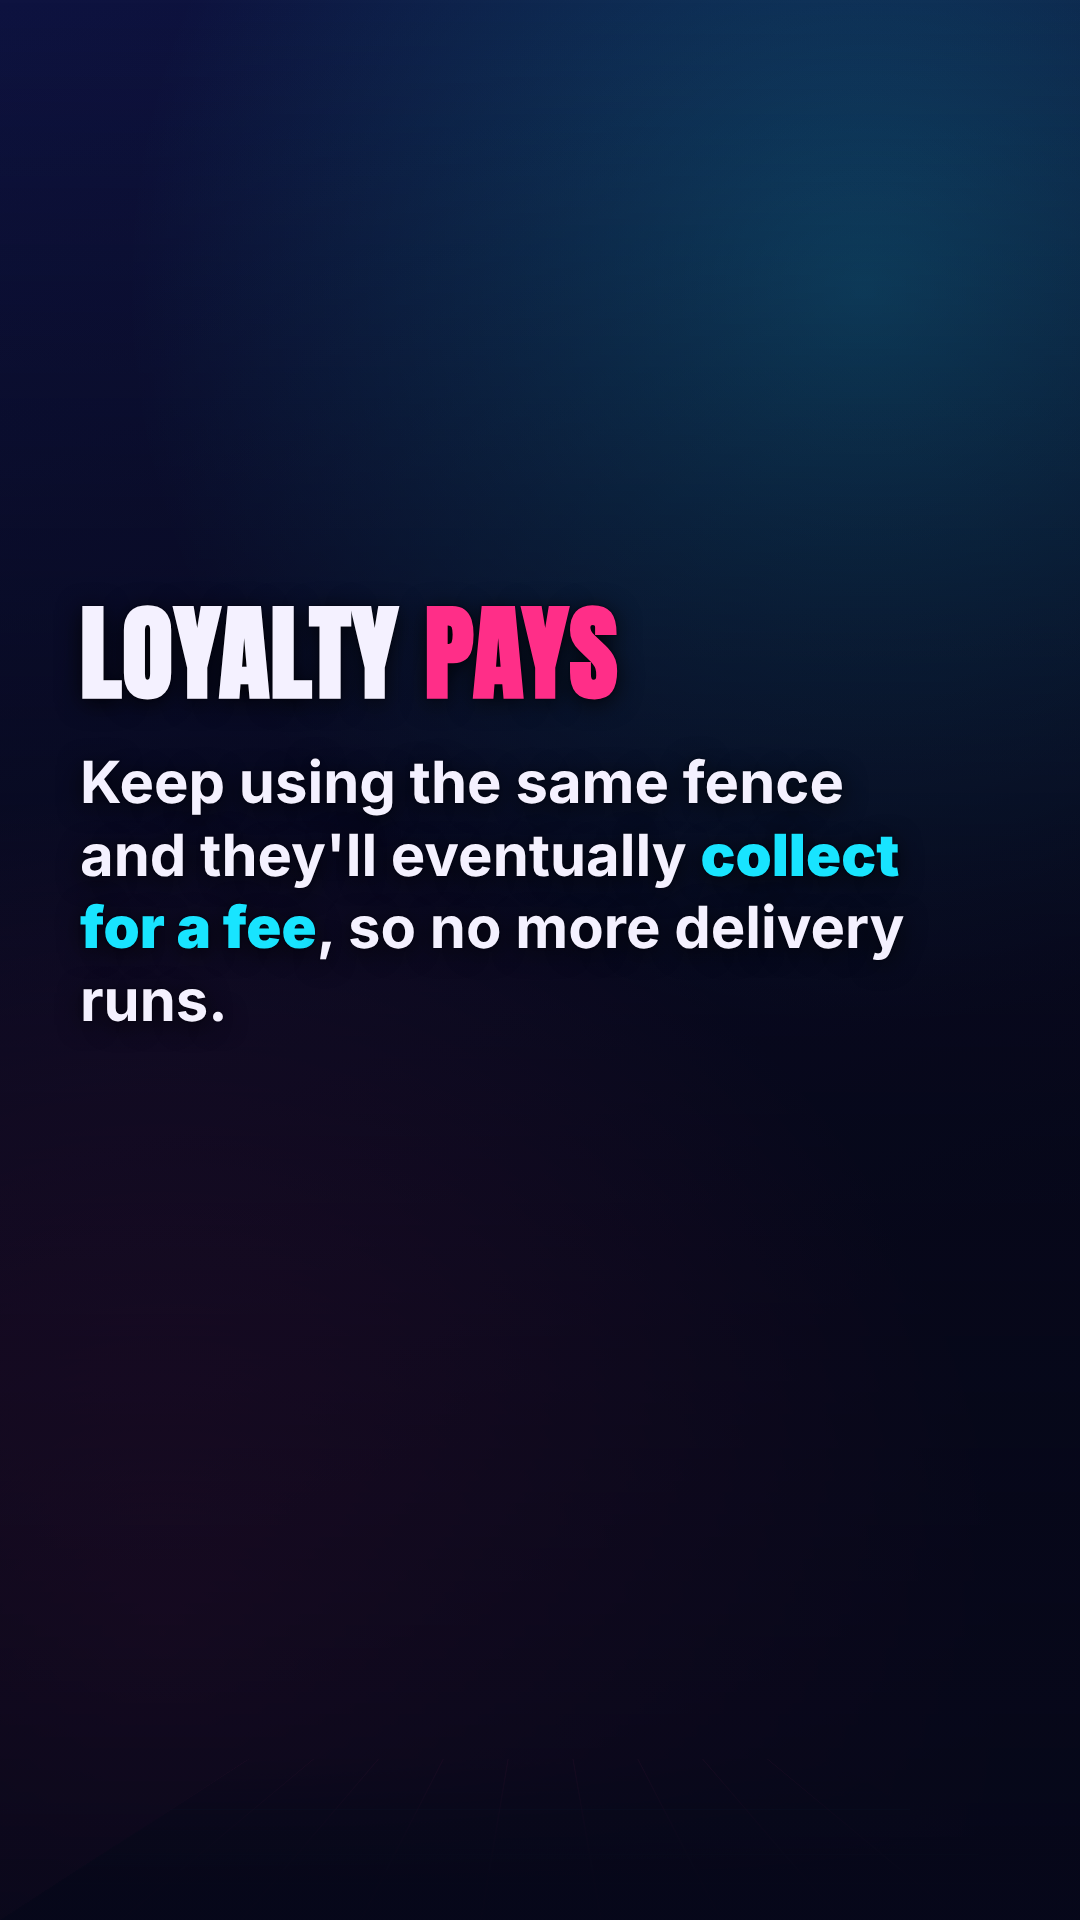 LOYALTY PAYS
Keep using the same fence
and they'll eventually collect
for a fee, so no more delivery
runs.